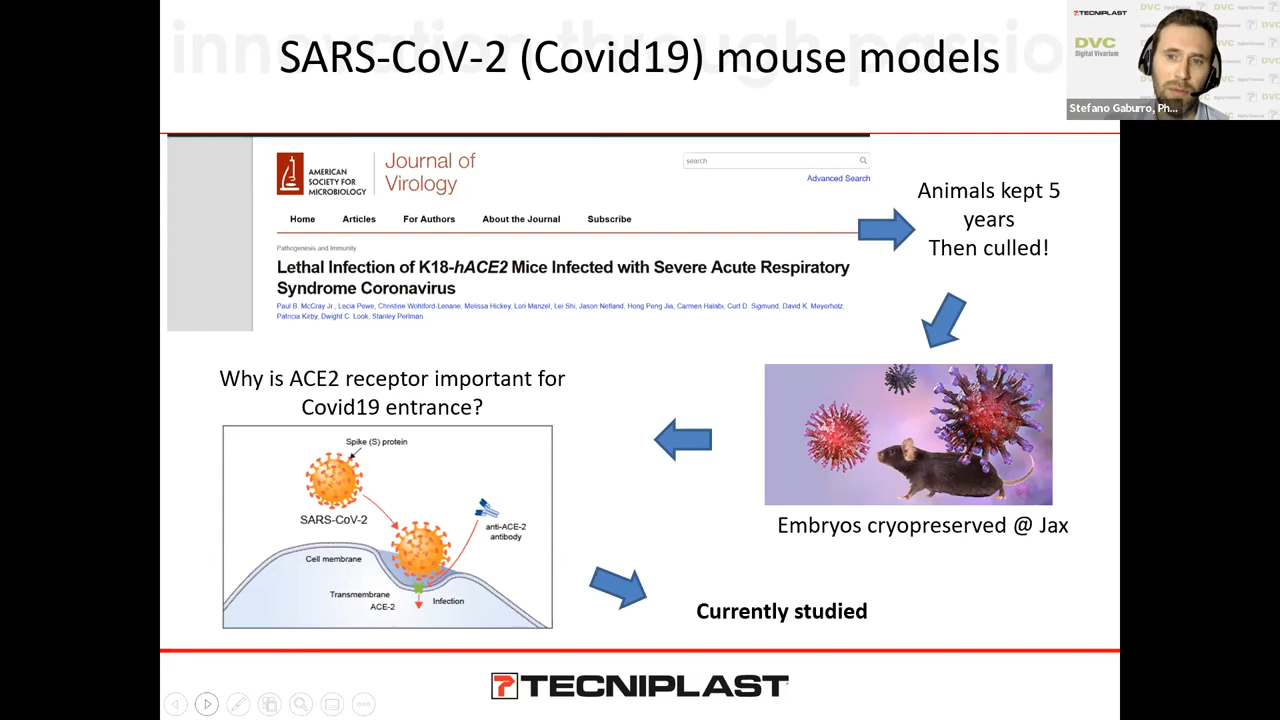 innovation through passion
SARS-CoV-2 (Covid19) mouse models
TECNIPLAST
DVC
Digital Vivarium
Stefano Gaburro, Ph...
AMERICAN
SOCIETY FOR
MICROBIOLOGY
Journal of
Virology
search
Advanced Search
Home Articles For Authors About the Journal Subscribe
Pathogenesis and Immunity
Lethal Infection of K18-hACE2 Mice Infected with Severe Acute Respiratory
Syndrome Coronavirus
Paul B. McCray Jr., Lecia Pewe, Christine Wohlford-Lenane, Melissa Hickey, Lori Manzel, Lei Shi, Jason Netland, Hong Peng Jia, Carmen Halabi, Curt D. Sigmund, David K. Meyerholz,
Patricia Kirby, Dwight C. Look, Stanley Perlman
Animals kept 5
years
Then culled!
Embryos cryopreserved @ Jax
Why is ACE2 receptor important for
Covid19 entrance?
Spike (S) protein
SARS-CoV-2
anti-ACE-2
antibody
Cell membrane
Transmembrane
ACE-2
Infection
Currently studied
TECNIPLAST